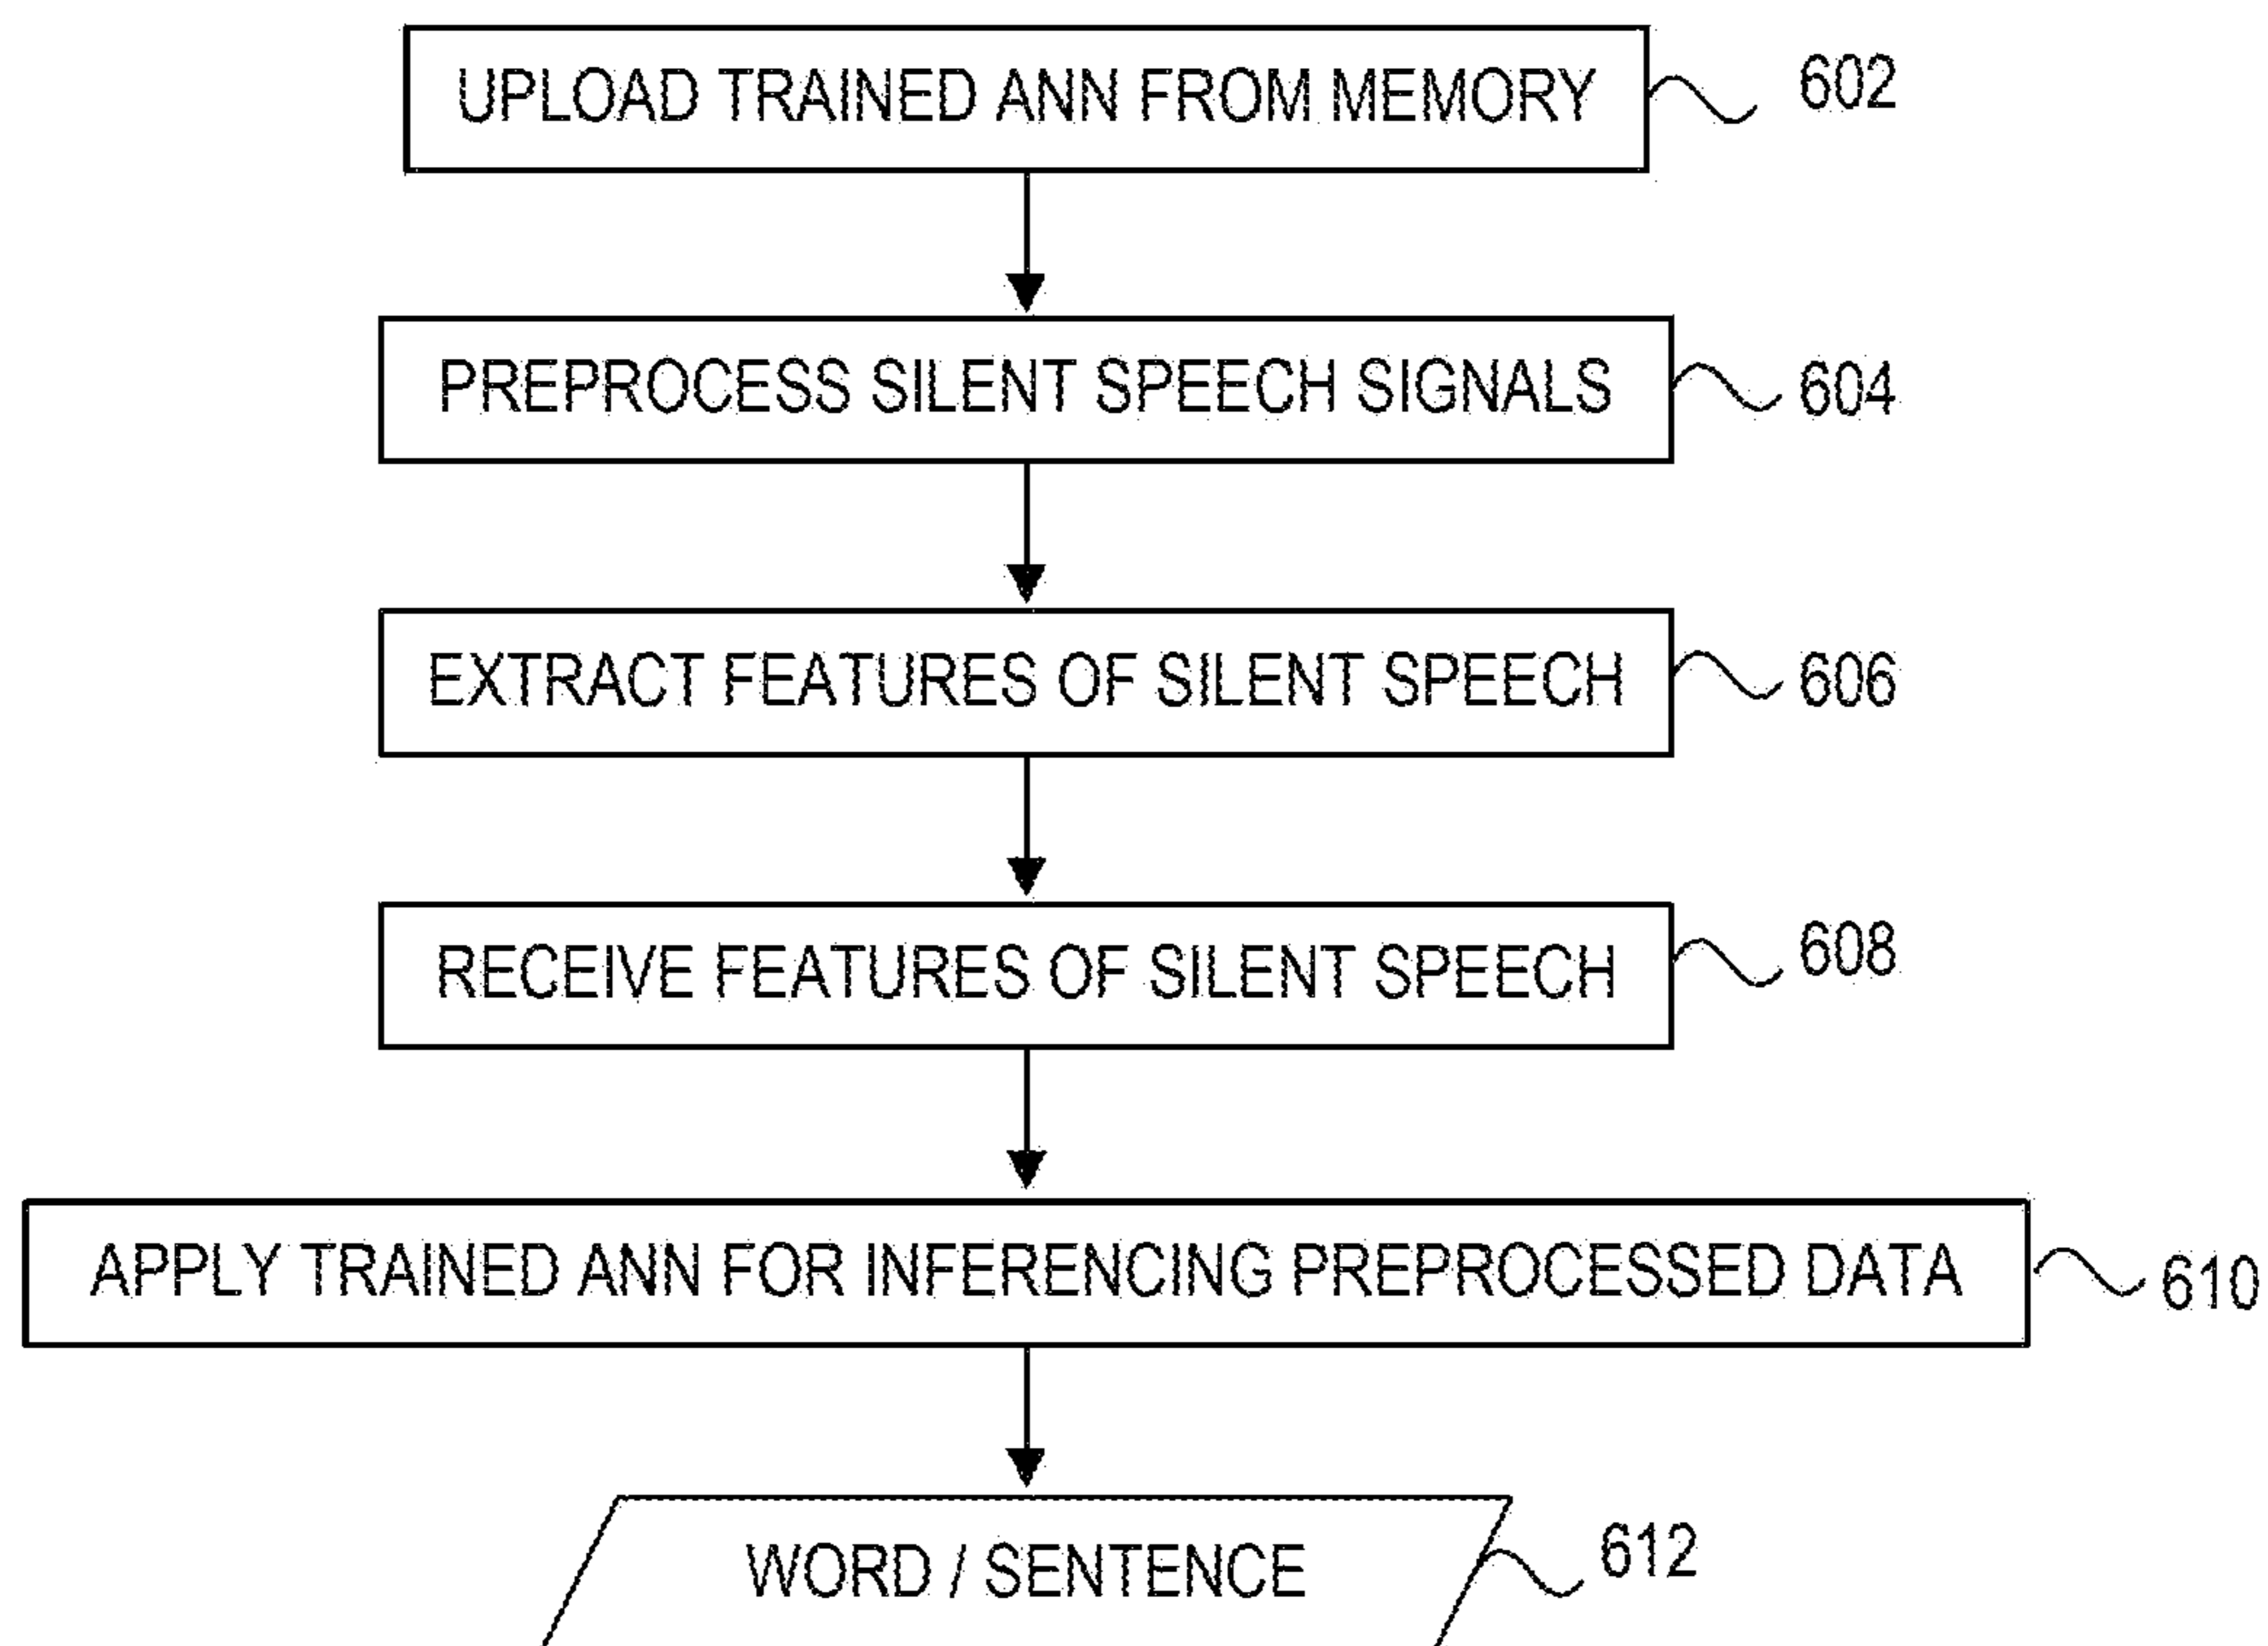 UPLOAD TRAINED ANN FROM MEMORY 602
PREPROCESS SILENT SPEECH SIGNALS 604
EXTRACT FEATURES OF SILENT SPEECH 606
RECEIVE FEATURES OF SILENT SPEECH 608
APPLY TRAINED ANN FOR INFERENCING PREPROCESSED DATA 610
WORD / SENTENCE 612